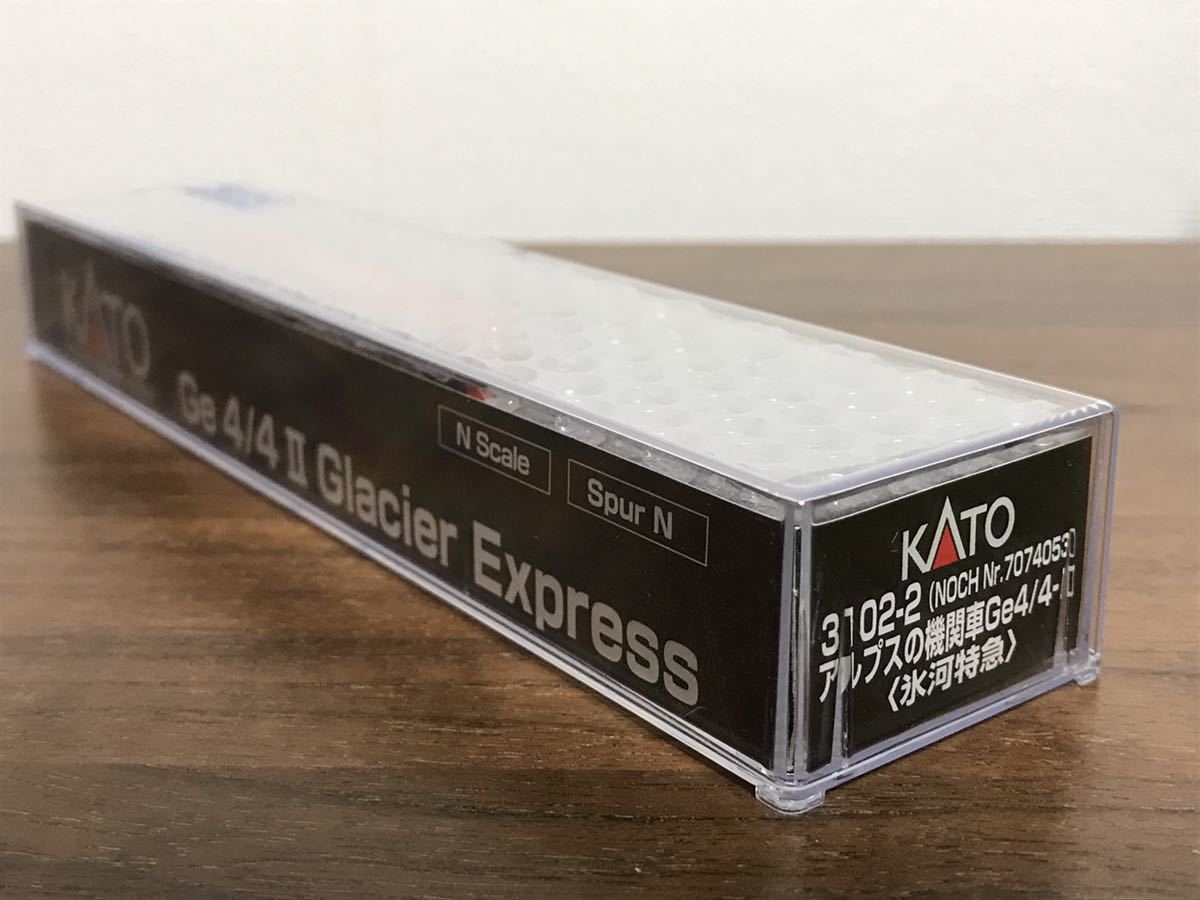 KATO
Ge 4/4 II Glacier Express
N Scale
Spur N
KATO
3102-2 (NOCH Nr.7074053)
アルプスの機関車Ge4/4-II
〈氷河特急〉